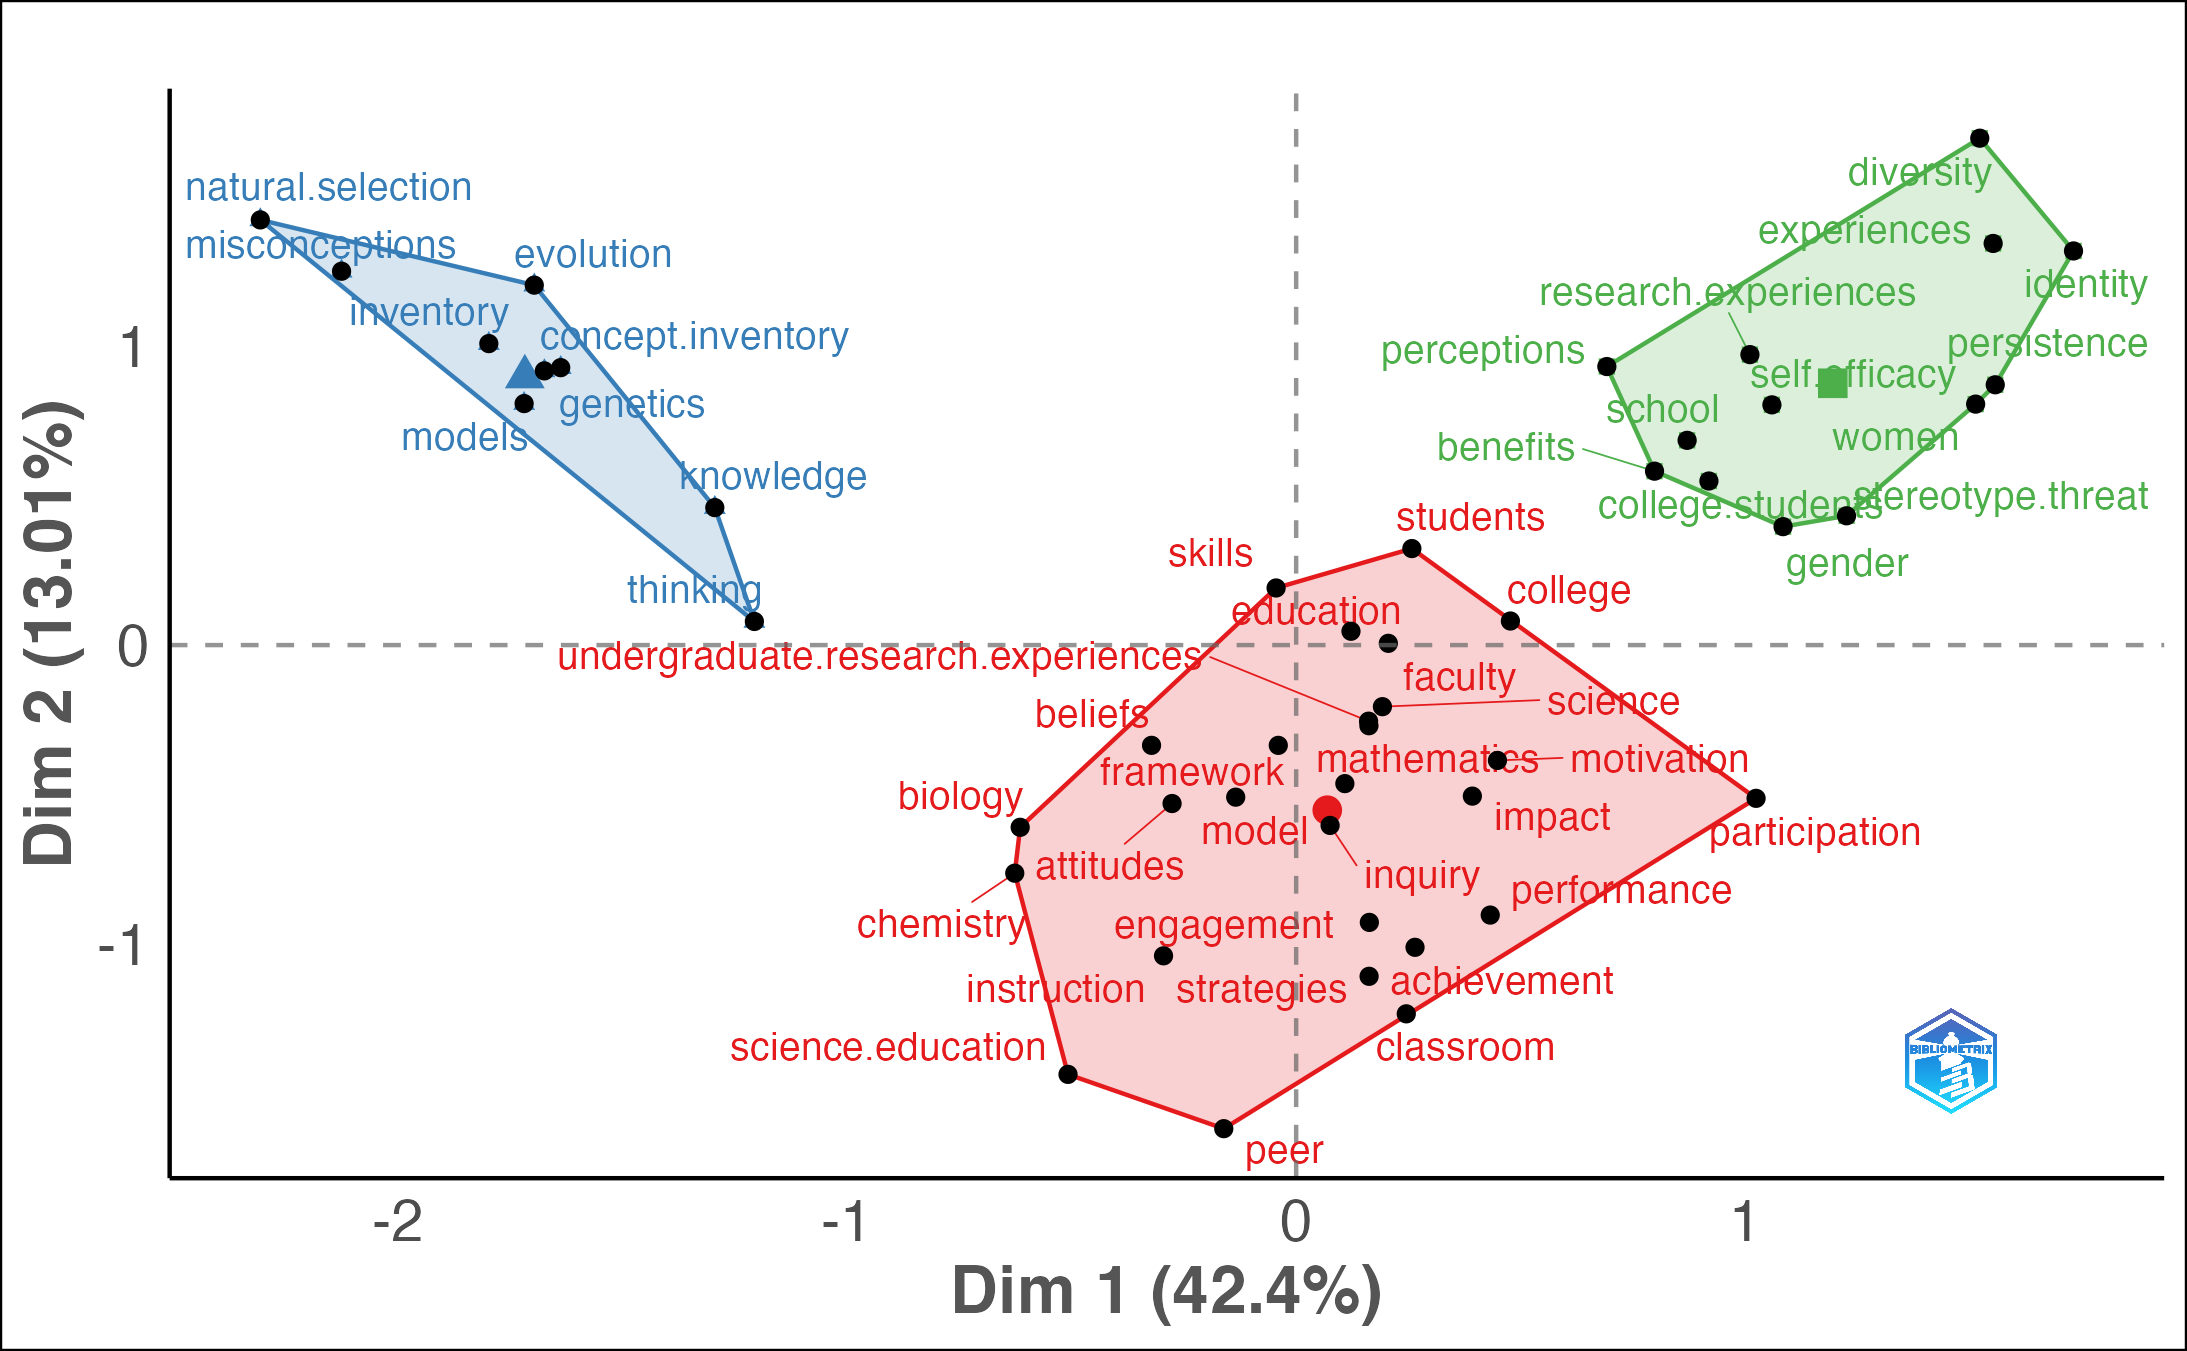 natural.selection
diversity
misconceptions
evolution
experiences
identity
inventory
research.experiences
concept.inventory
perceptions
persistence
self.efficacy
genetics
school
models
benefits
women
knowledge
college.students
stereotype.threat
students
skills
gender
thinking
education
college
undergraduate.research.experiences
faculty
science
beliefs
framework
mathematics
motivation
biology
model
impact
participation
attitudes
inquiry
performance
chemistry
engagement
instruction
strategies
achievement
science.education
classroom
peer
BIBLIOMETRIX
1
0
-1
Dim 2 (13.01%)
-2
-1
0
1
Dim 1 (42.4%)